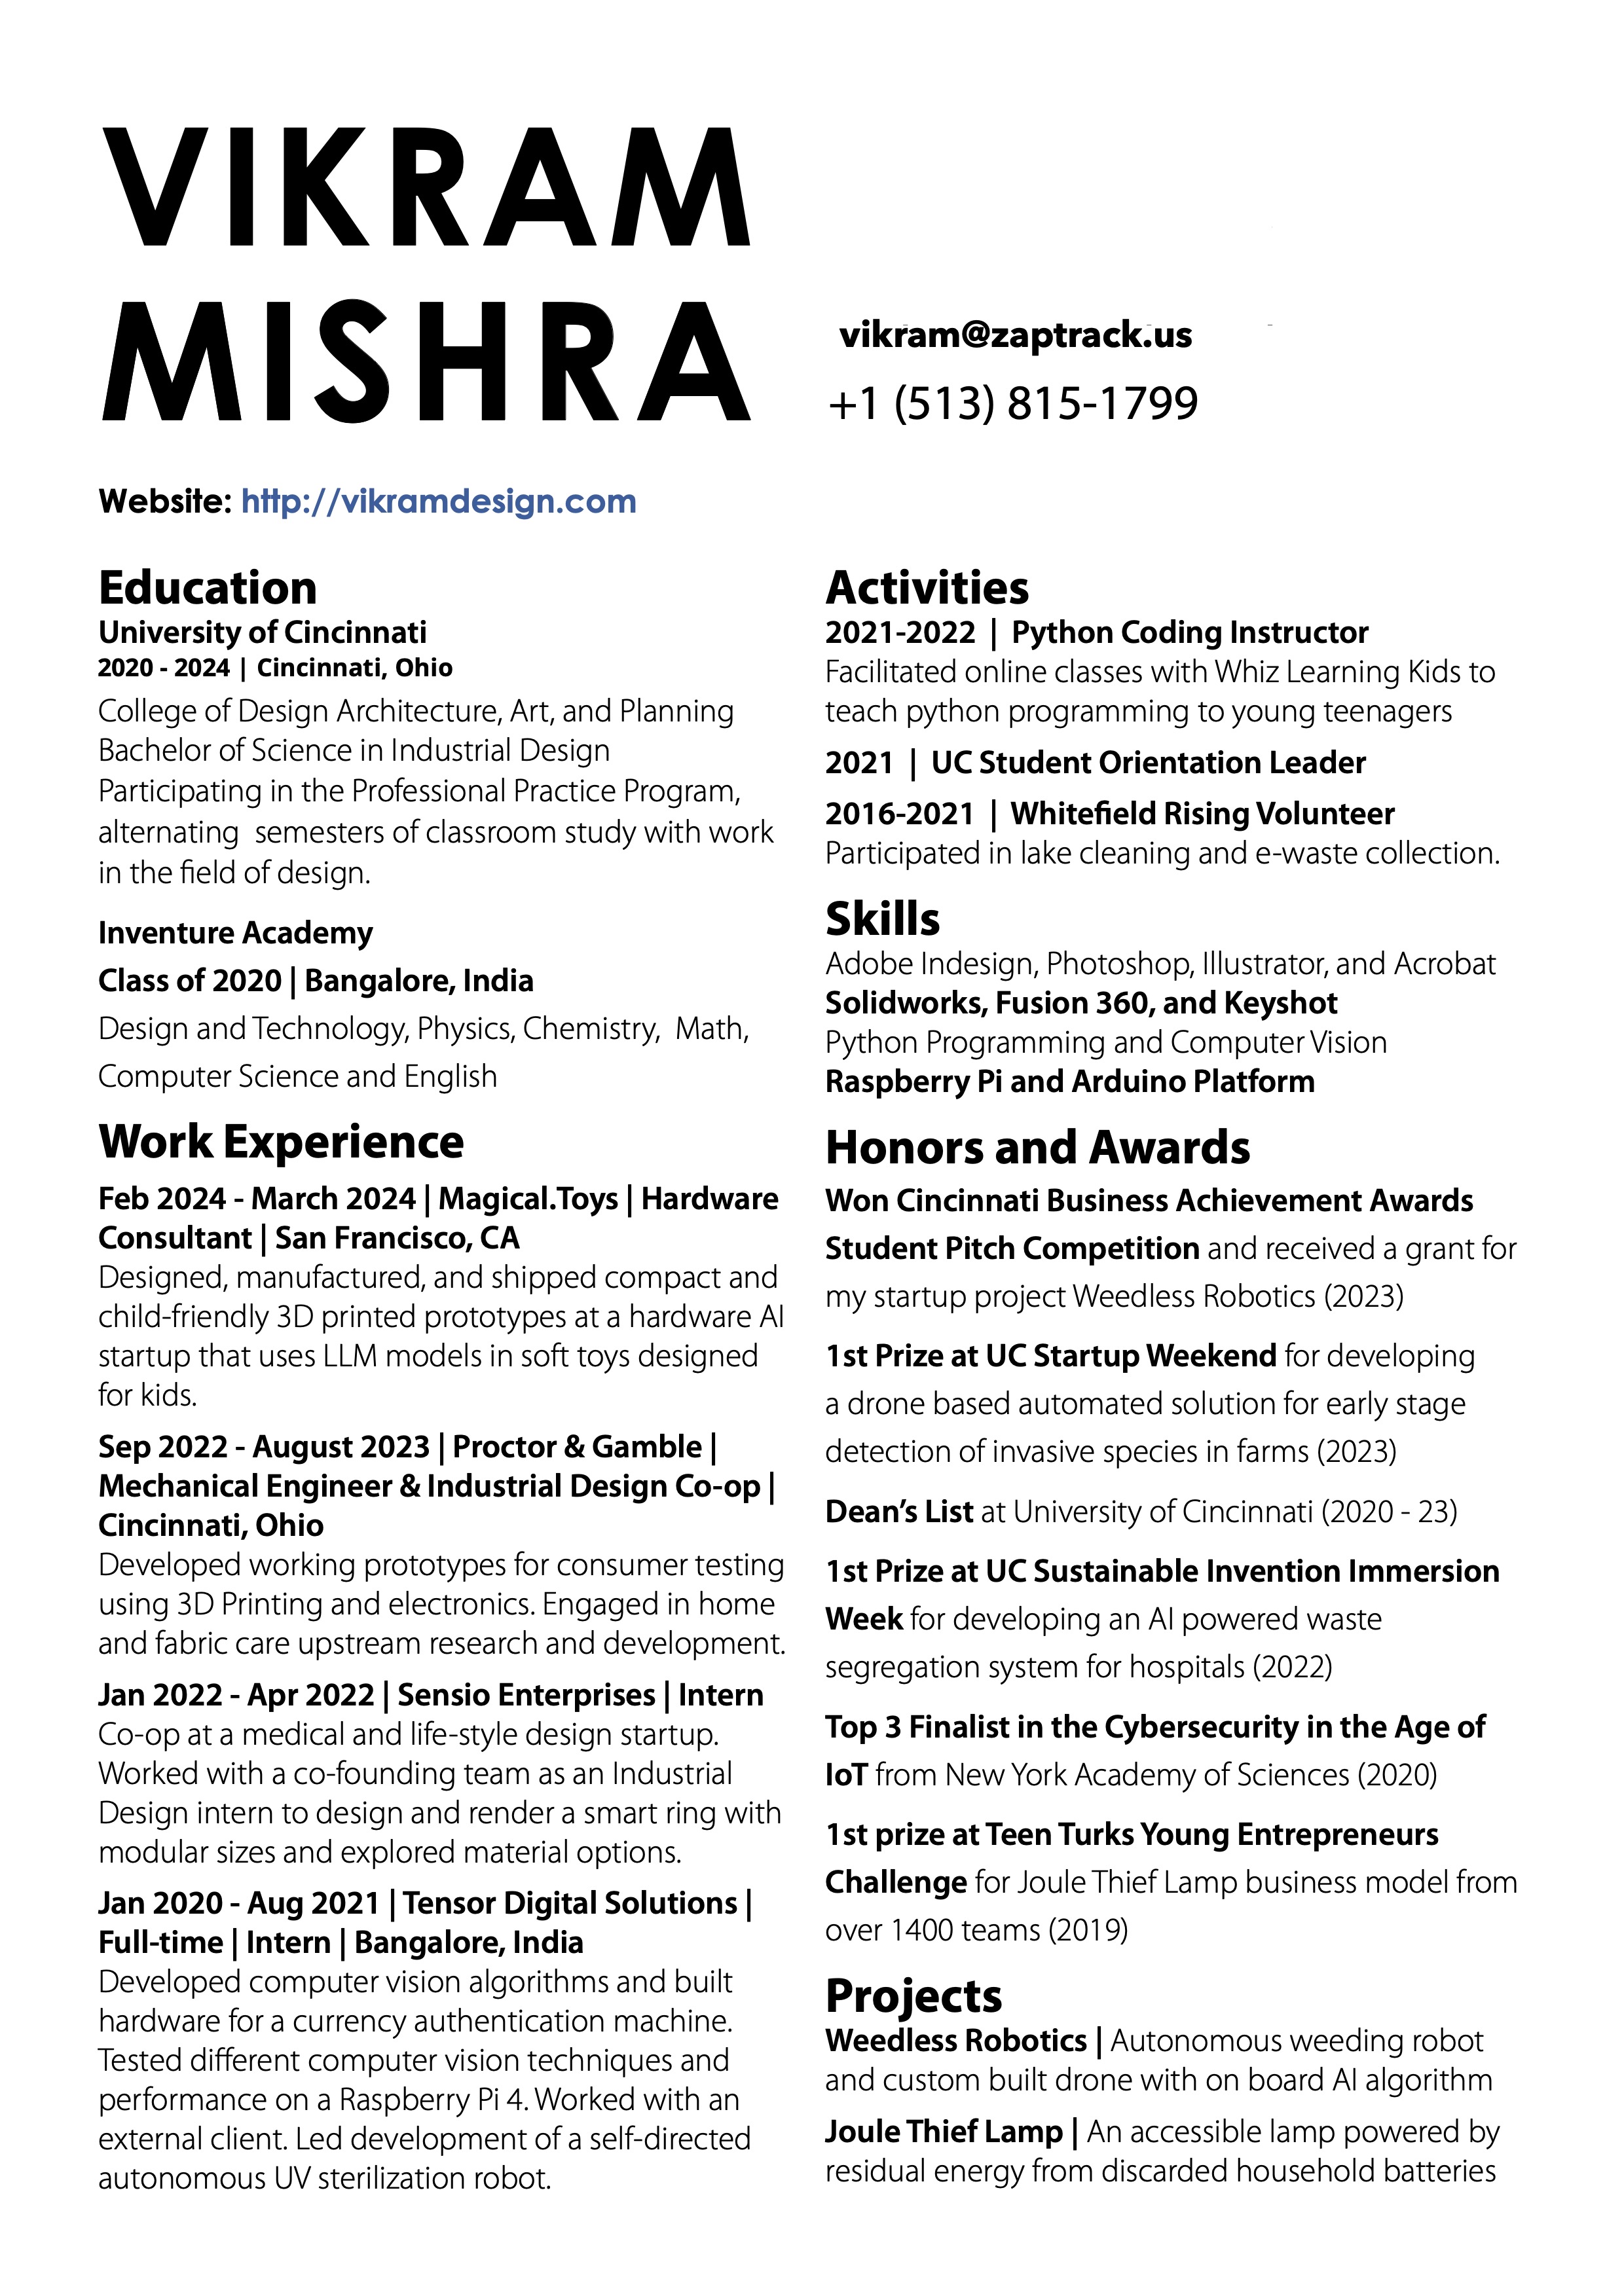 VIKRAM
MISHRA
vikram@zaptrack.us
+1 (513) 815-1799
Website: http://vikramdesign.com
Education
University of Cincinnati
2020 - 2024 | Cincinnati, Ohio
College of Design Architecture, Art, and Planning
Bachelor of Science in Industrial Design
Participating in the Professional Practice Program,
alternating  semesters of classroom study with work
in the field of design.
Inventure Academy
Class of 2020 | Bangalore, India
Design and Technology, Physics, Chemistry,  Math,
Computer Science and English
Work Experience
Feb 2024 - March 2024 | Magical.Toys | Hardware
Consultant | San Francisco, CA
Designed, manufactured, and shipped compact and
child-friendly 3D printed prototypes at a hardware AI
startup that uses LLM models in soft toys designed
for kids.
Sep 2022 - August 2023 | Proctor & Gamble |
Mechanical Engineer & Industrial Design Co-op |
Cincinnati, Ohio
Developed working prototypes for consumer testing
using 3D Printing and electronics. Engaged in home
and fabric care upstream research and development.
Jan 2022 - Apr 2022 | Sensio Enterprises | Intern
Co-op at a medical and life-style design startup.
Worked with a co-founding team as an Industrial
Design intern to design and render a smart ring with
modular sizes and explored material options.
Jan 2020 - Aug 2021 | Tensor Digital Solutions |
Full-time | Intern | Bangalore, India
Developed computer vision algorithms and built
hardware for a currency authentication machine.
Tested different computer vision techniques and
performance on a Raspberry Pi 4. Worked with an
external client. Led development of a self-directed
autonomous UV sterilization robot.
Activities
2021-2022 | Python Coding Instructor
Facilitated online classes with Whiz Learning Kids to
teach python programming to young teenagers
2021 | UC Student Orientation Leader
2016-2021 | Whitefield Rising Volunteer
Participated in lake cleaning and e-waste collection.
Skills
Adobe Indesign, Photoshop, Illustrator, and Acrobat
Solidworks, Fusion 360, and Keyshot
Python Programming and Computer Vision
Raspberry Pi and Arduino Platform
Honors and Awards
Won Cincinnati Business Achievement Awards
Student Pitch Competition and received a grant for
my startup project Weedless Robotics (2023)
1st Prize at UC Startup Weekend for developing
a drone based automated solution for early stage
detection of invasive species in farms (2023)
Dean’s List at University of Cincinnati (2020 - 23)
1st Prize at UC Sustainable Invention Immersion
Week for developing an AI powered waste
segregation system for hospitals (2022)
Top 3 Finalist in the Cybersecurity in the Age of
IoT from New York Academy of Sciences (2020)
1st prize at Teen Turks Young Entrepreneurs
Challenge for Joule Thief Lamp business model from
over 1400 teams (2019)
Projects
Weedless Robotics | Autonomous weeding robot
and custom built drone with on board AI algorithm
Joule Thief Lamp | An accessible lamp powered by
residual energy from discarded household batteries